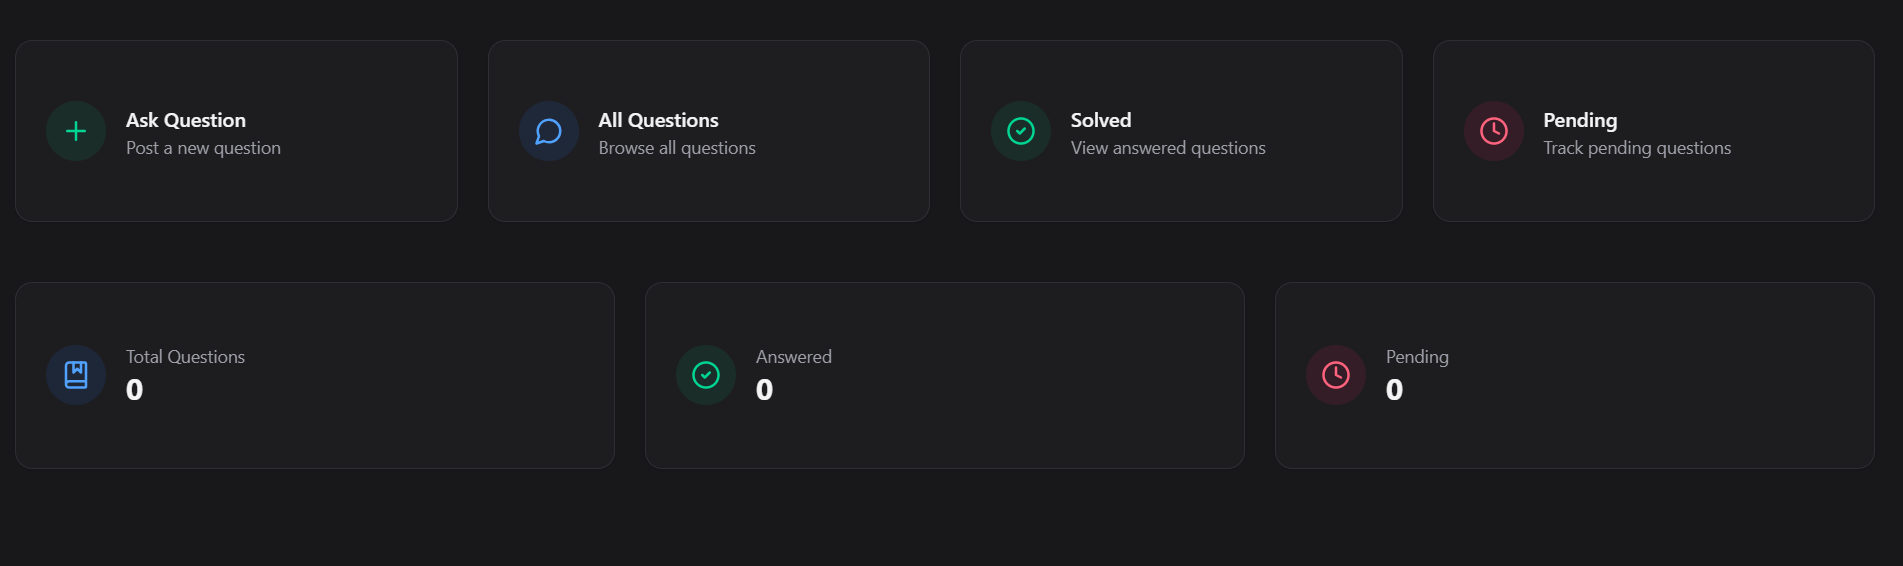 Ask Question
Post a new question
All Questions
Browse all questions
Solved
View answered questions
Pending
Track pending questions
Total Questions
0
Answered
0
Pending
0